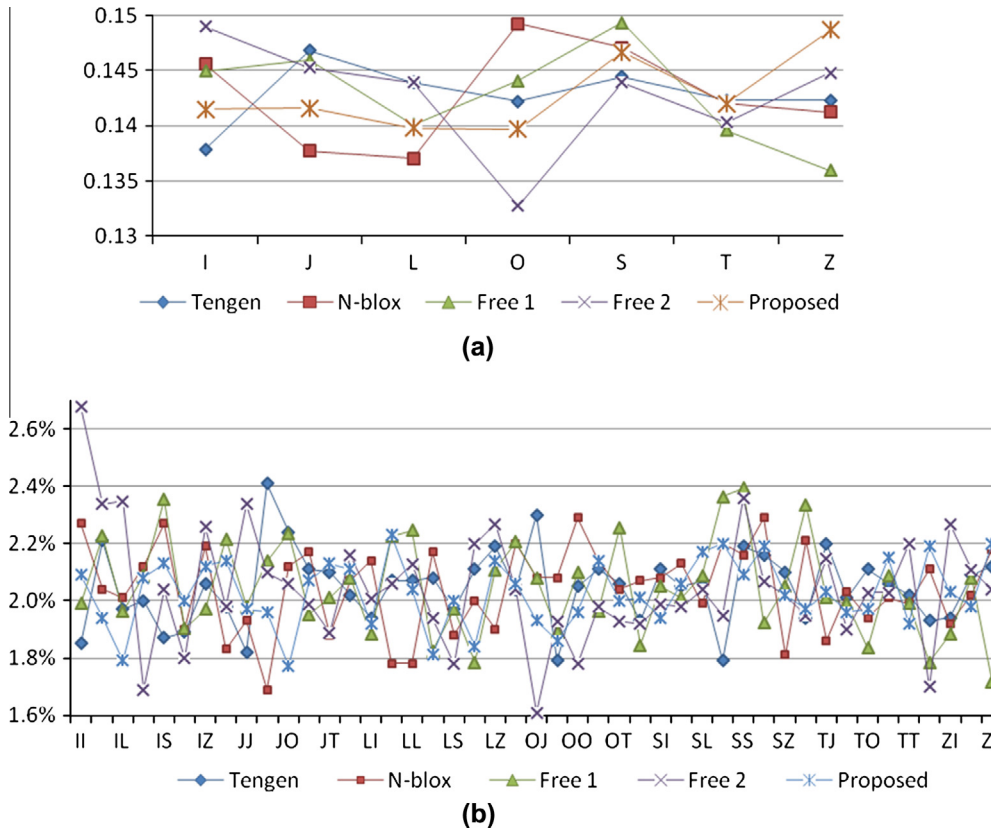 0.15
0.145
0.14
0.135
0.13
I J L O S T Z
Tengen N-blox Free 1 Free 2 Proposed
(a)
2.6%
2.4%
2.2%
2.0%
1.8%
1.6%
II IL IS IZ JJ JO JT LI LL LS LZ OJ OO OT SI SL SS SZ TJ TO TT ZI Z
Tengen N-blox Free 1 Free 2 Proposed
(b)